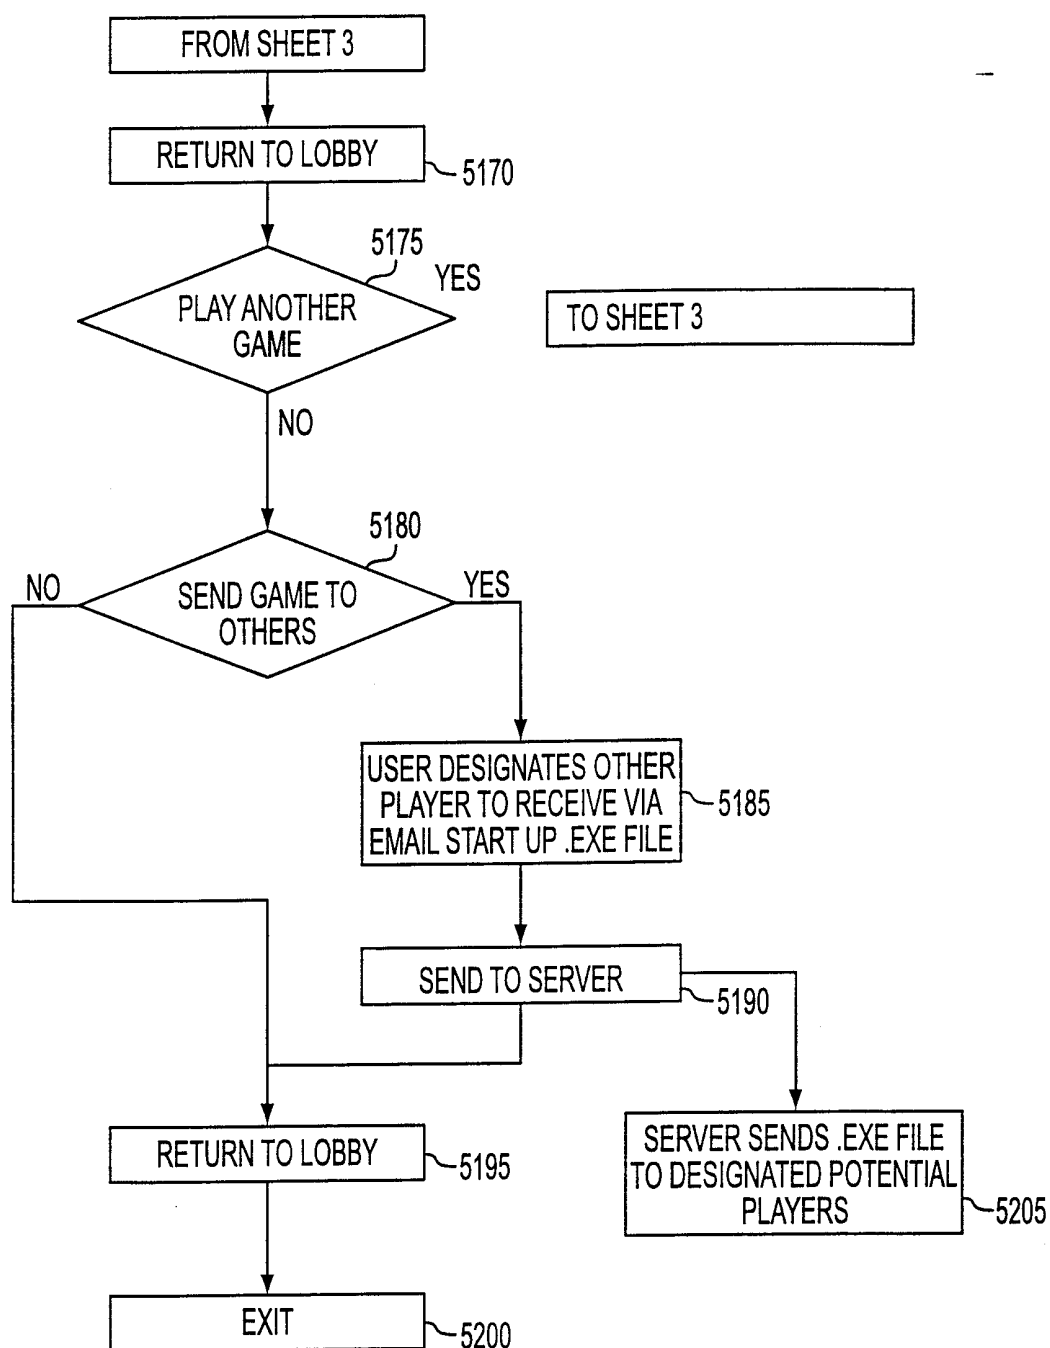 FROM SHEET 3
RETURN TO LOBBY
5170
5175
YES
PLAY ANOTHER
GAME
TO SHEET 3
NO
5180
NO
YES
SEND GAME TO
OTHERS
USER DESIGNATES OTHER
PLAYER TO RECEIVE VIA
EMAIL START UP .EXE FILE
5185
SEND TO SERVER
5190
RETURN TO LOBBY
5195
SERVER SENDS .EXE FILE
TO DESIGNATED POTENTIAL
PLAYERS
5205
EXIT
5200